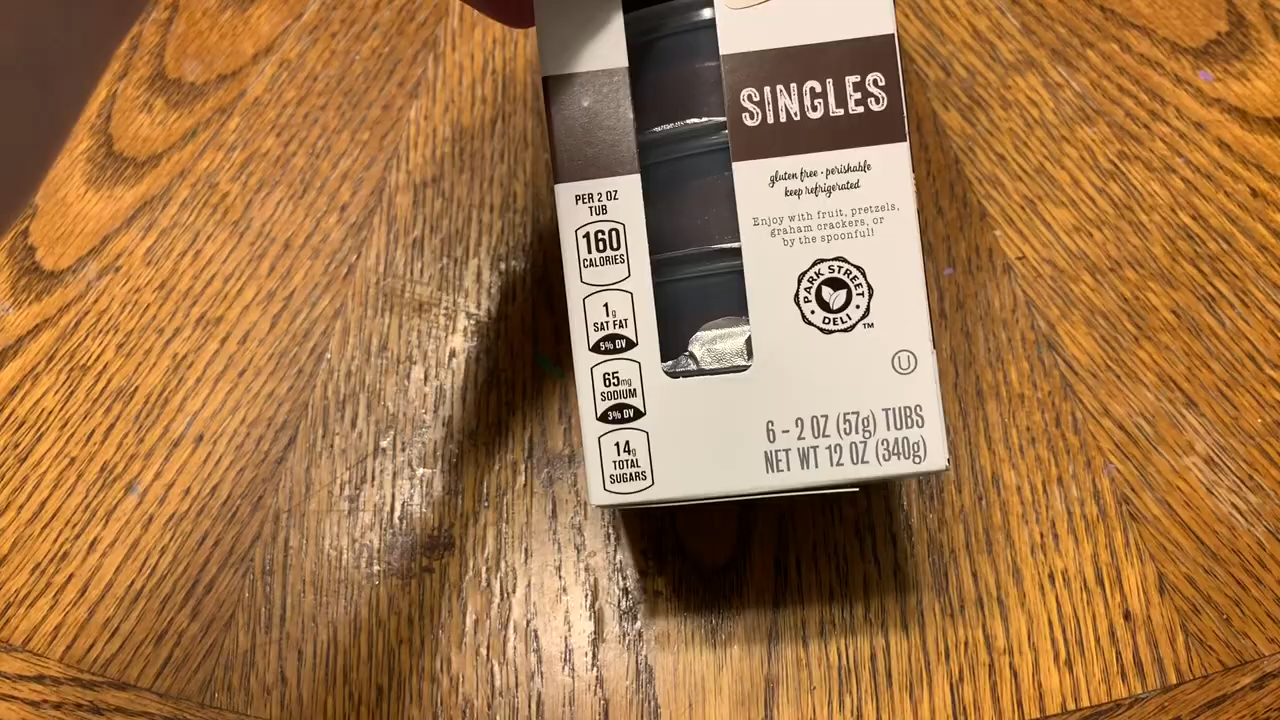 SINGLES
gluten free • perishable
keep refrigerated
Enjoy with fruit, pretzels,
graham crackers, or
by the spoonful!
PARK STREET
DELI
TM
U
6 – 2 OZ (57g) TUBS
NET WT 12 OZ (340g)
PER 2 OZ
TUB
160
CALORIES
1g
SAT FAT
5% DV
65mg
SODIUM
3% DV
14g
TOTAL
SUGARS